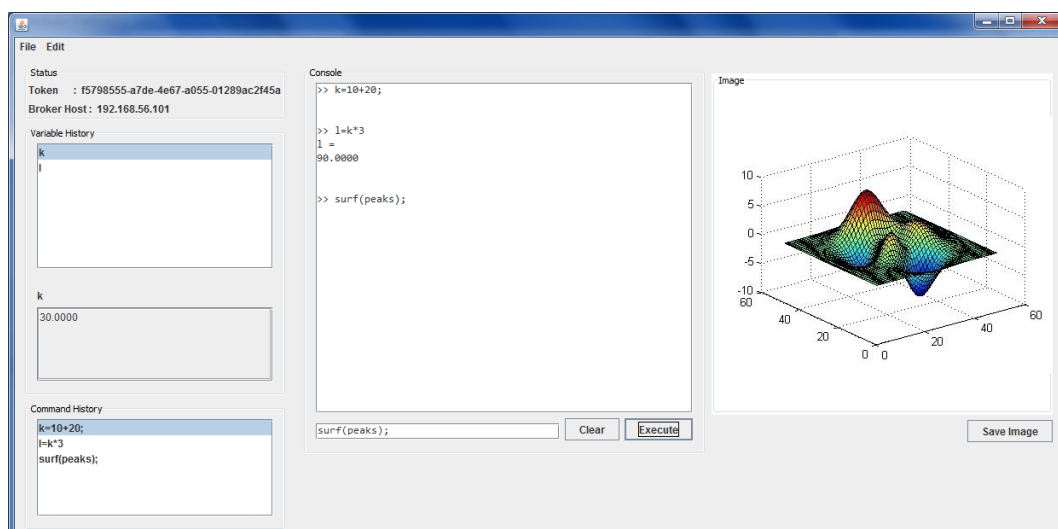 File Edit
Status
Token : f5798555-a7de-4e67-a055-01289ac2f45a
Broker Host : 192.168.56.101
Variable History
k
l
k
30.0000
Command History
k=10+20;
l=k*3
surf(peaks);
Console
>> k=10+20;
>> l=k*3
l =
90.0000
>> surf(peaks);
surf(peaks);
Clear
Execute
Image
10
5
0
-5
-10
60
40
20
0
0
20
40
60
Save Image